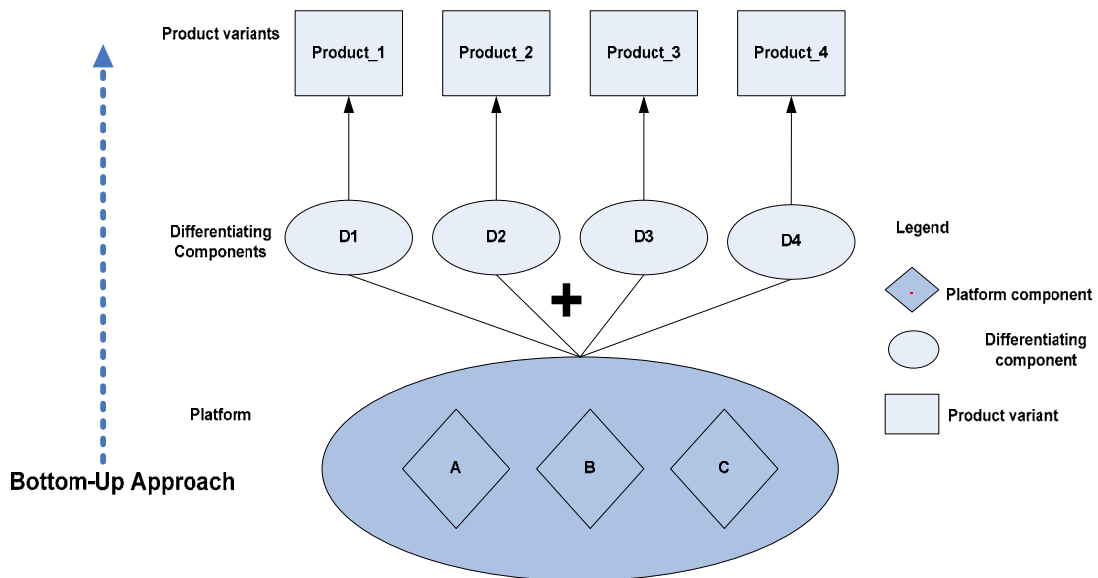 Product variants
Product_1
Product_2
Product_3
Product_4
Differentiating
Components
D1
D2
D3
D4
+
Legend
Platform component
Differentiating
component
Product variant
Platform
A
B
C
Bottom-Up Approach